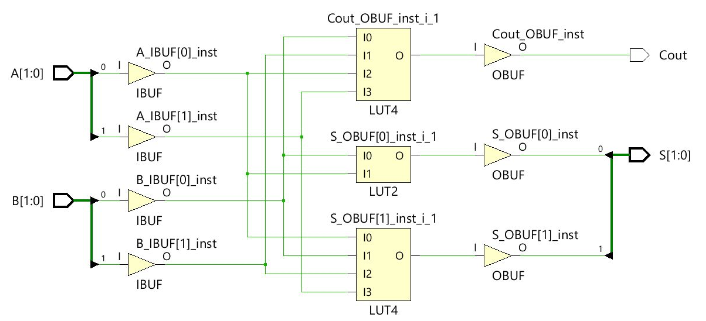 Cout_OBUF_inst_i_1
A_IBUF[0]_inst
Cout_OBUF_inst
I0
I1
I2
I3
O
I
O
Cout
A[1:0]
0
I
O
IBUF
OBUF
LUT4
A_IBUF[1]_inst
1
I
O
IBUF
S_OBUF[0]_inst_i_1
S_OBUF[0]_inst
I0
I1
O
I
O
0
S[1:0]
LUT2
OBUF
B_IBUF[0]_inst
B[1:0]
0
I
O
IBUF
S_OBUF[1]_inst_i_1
S_OBUF[1]_inst
B_IBUF[1]_inst
1
I
O
IBUF
I0
I1
I2
I3
O
I
O
1
OBUF
LUT4